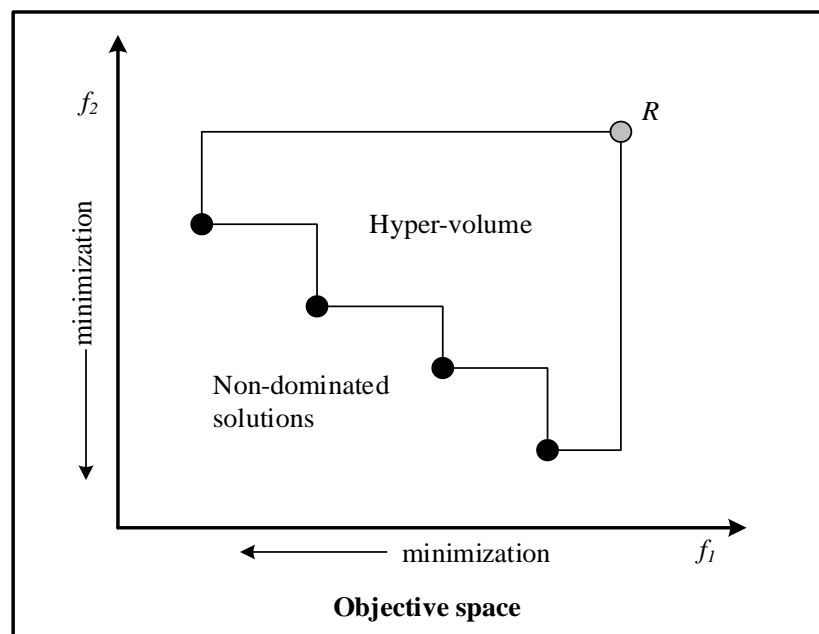 f2
R
Hyper-volume
minimization
Non-dominated
solutions
minimization
f1
Objective space